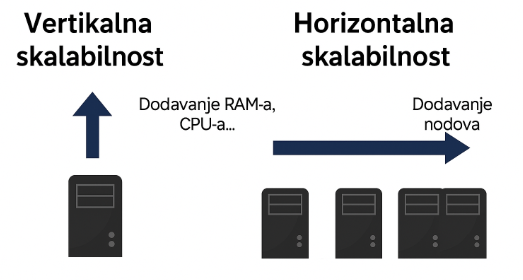 Vertikalna
skalabilnost
Horizontalna
skalabilnost
Dodavanje RAM-a,
CPU-a...
Dodavanje
nodova